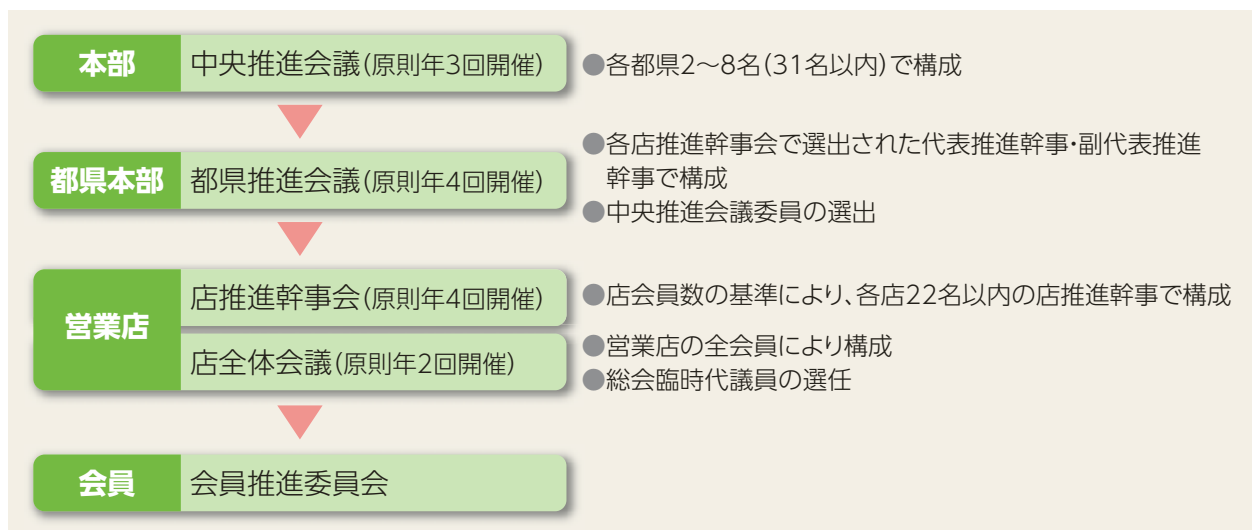 本部 中央推進会議(原則年3回開催) ●各都県2〜8名(31名以内)で構成
都県本部 都県推進会議(原則年4回開催) ●各店推進幹事会で選出された代表推進幹事・副代表推進
幹事で構成
●中央推進会議委員の選出
営業店 店推進幹事会(原則年4回開催) ●店会員数の基準により、各店22名以内の店推進幹事で構成
店全体会議(原則年2回開催) ●営業店の全会員により構成
●総会臨時代議員の選任
会員 会員推進委員会